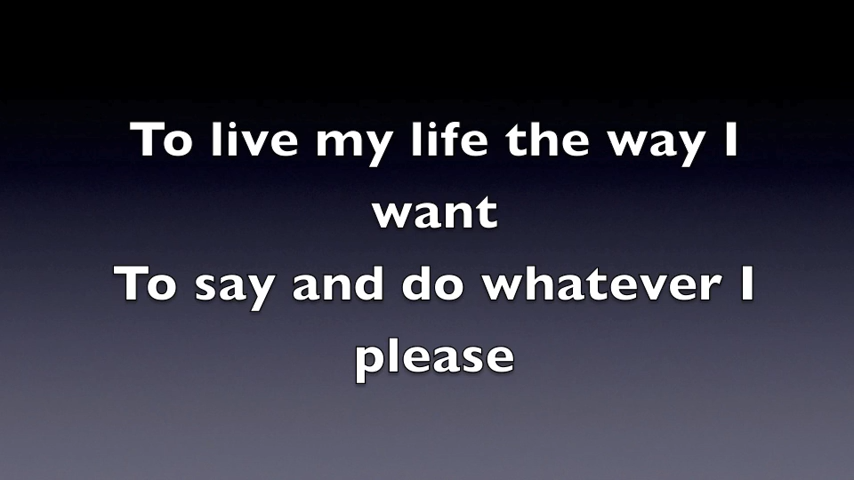 To live my life the way I
want
To say and do whatever I
please